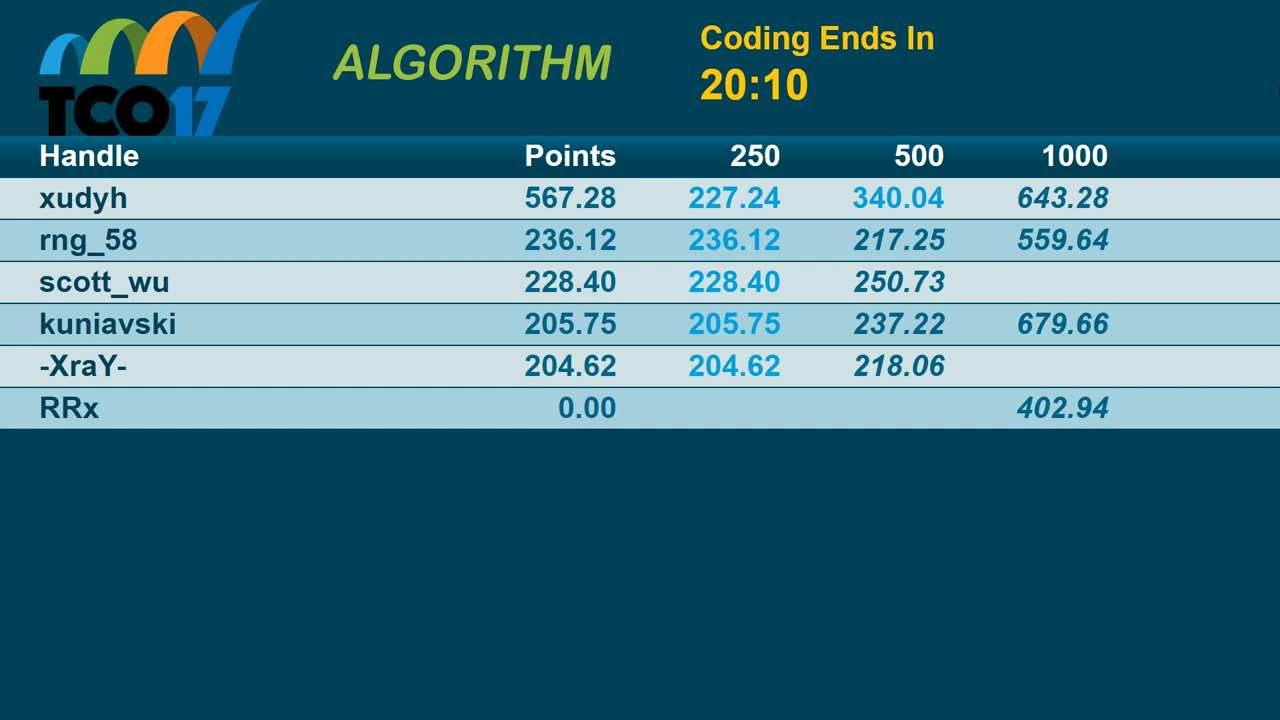 ALGORITHM
Coding Ends In
20:10
TCO17
Handle Points 250 500 1000
xudyh 567.28 227.24 340.04 643.28
rng_58 236.12 236.12 217.25 559.64
scott_wu 228.40 228.40 250.73
kuniavski 205.75 205.75 237.22 679.66
-XraY- 204.62 204.62 218.06
RRx 0.00 402.94